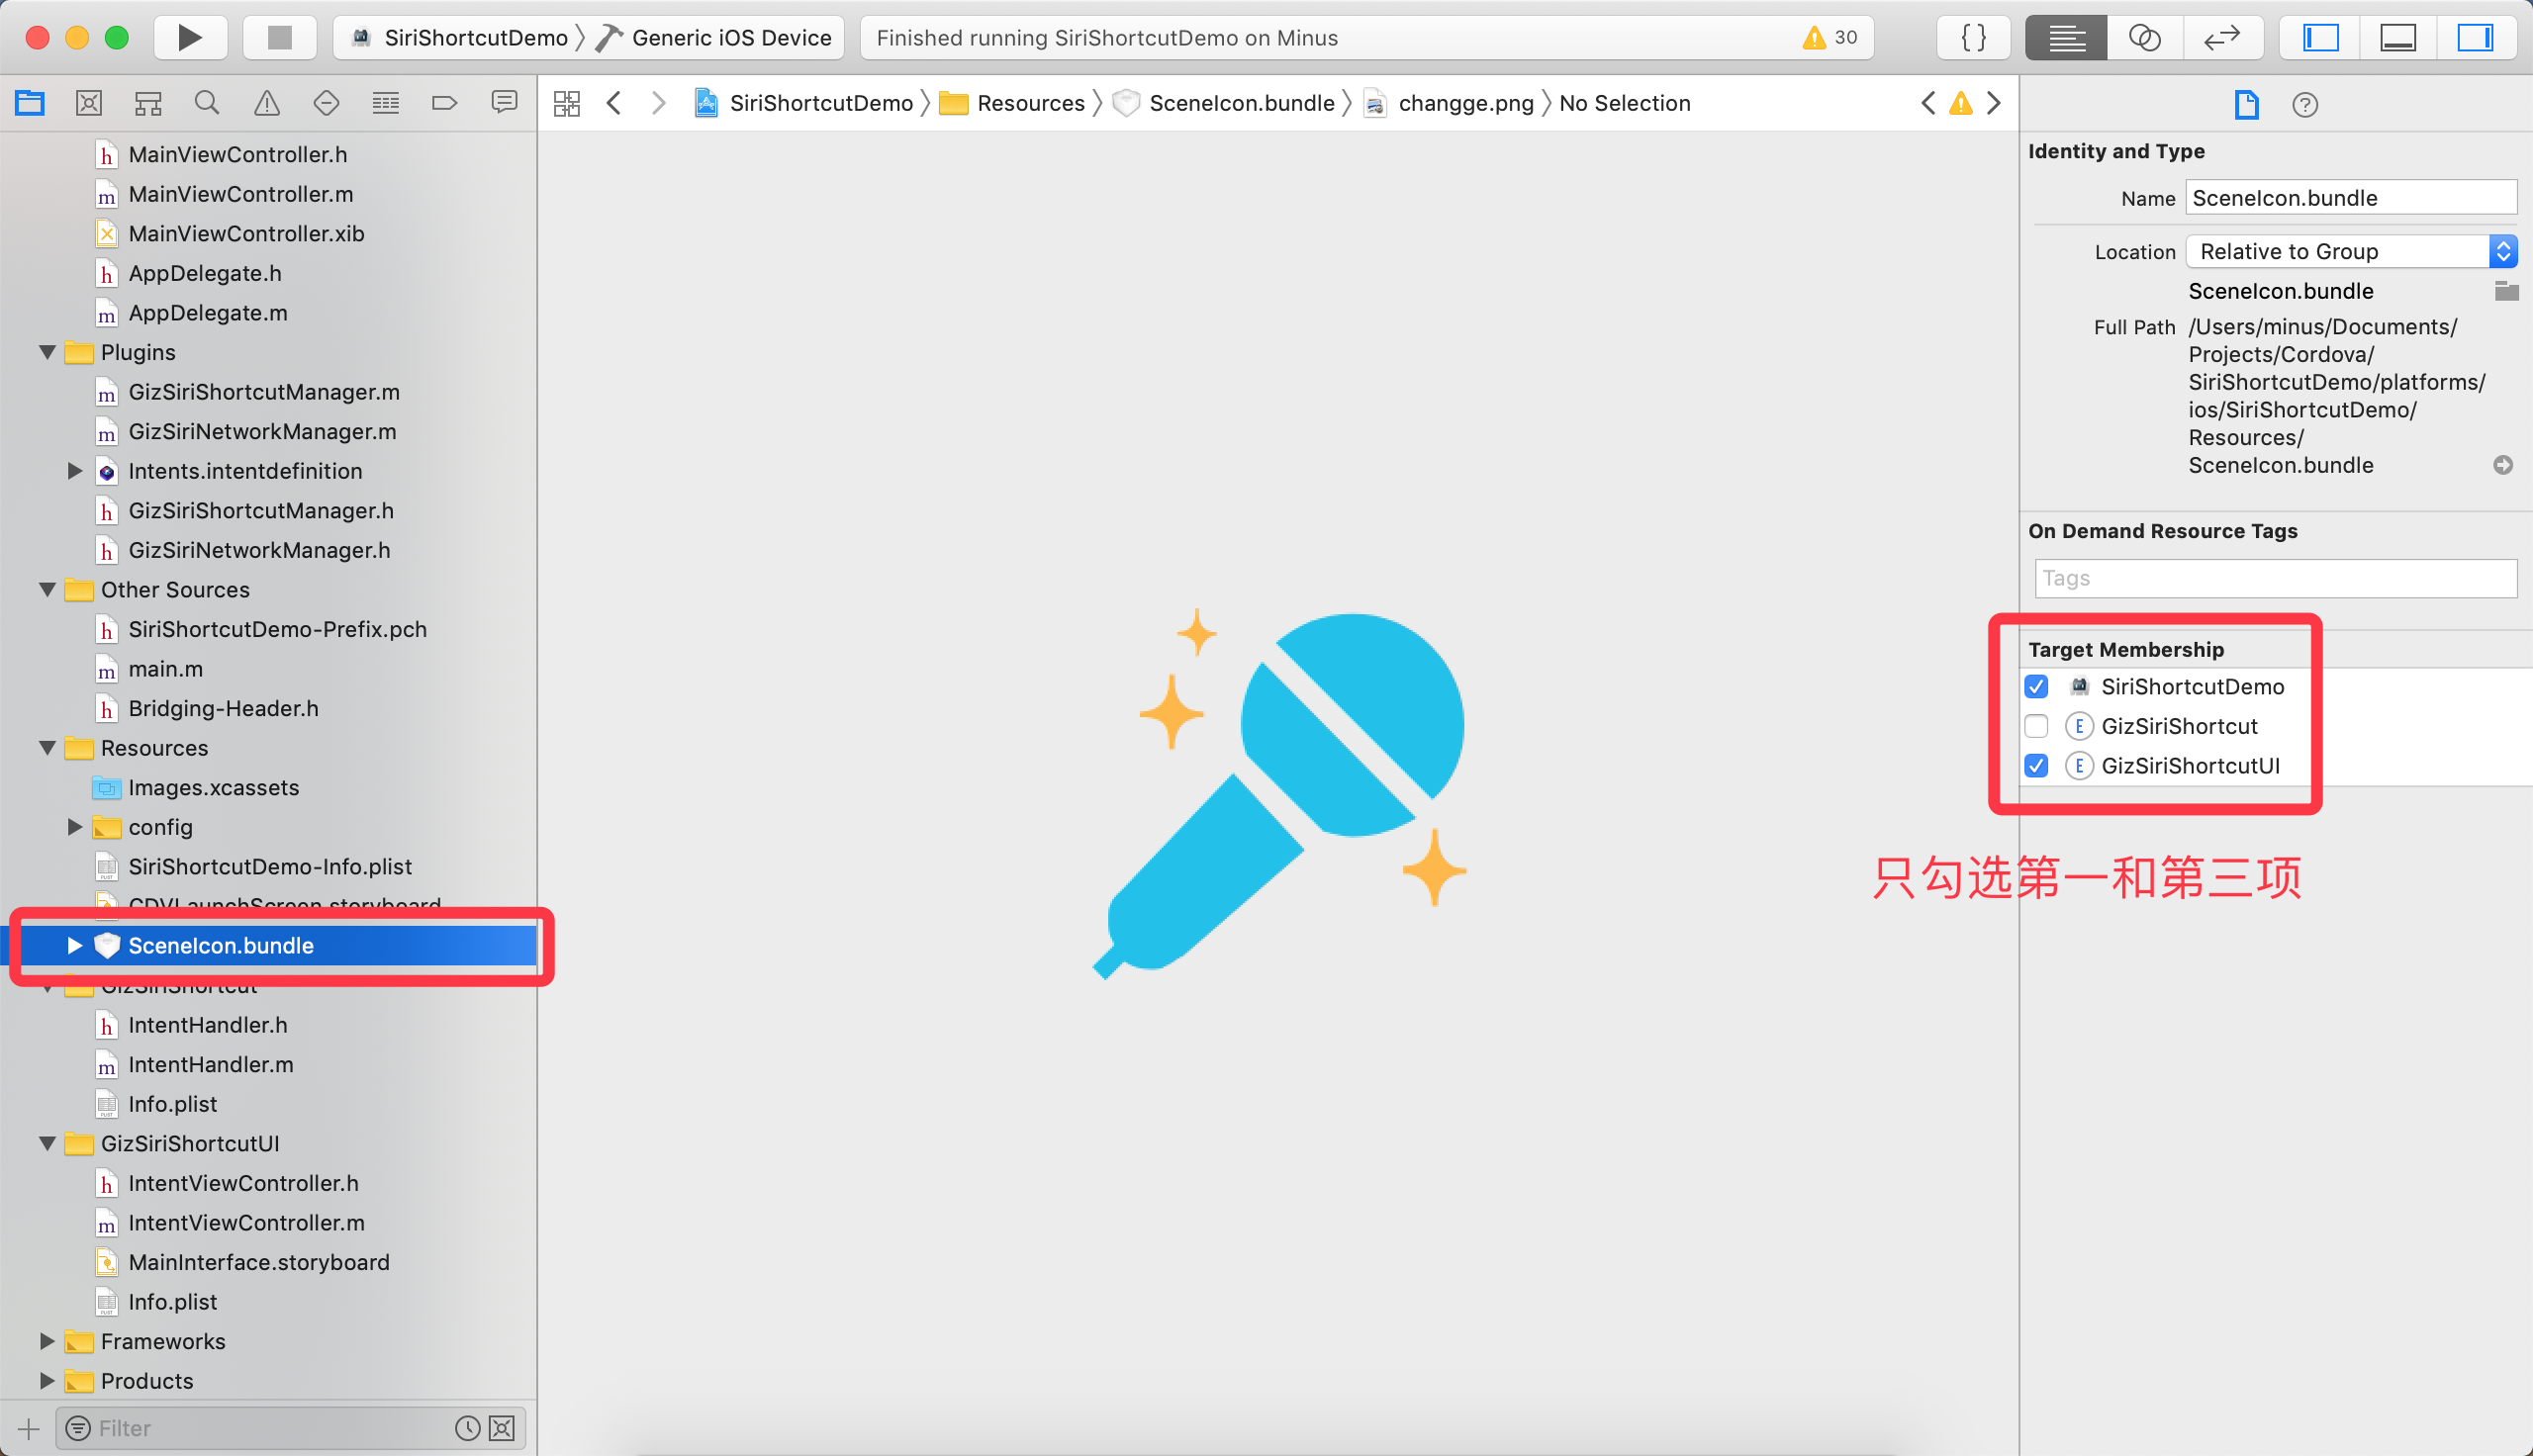 SiriShortcutDemo
Generic iOS Device
Finished running SiriShortcutDemo on Minus
30
SiriShortcutDemo
Resources
SceneIcon.bundle
changge.png
No Selection
MainViewController.h
MainViewController.m
MainViewController.xib
AppDelegate.h
AppDelegate.m
Plugins
GizSiriShortcutManager.m
GizSiriNetworkManager.m
Intents.intentdefinition
GizSiriShortcutManager.h
GizSiriNetworkManager.h
Other Sources
SiriShortcutDemo-Prefix.pch
main.m
Bridging-Header.h
Resources
Images.xcassets
config
SiriShortcutDemo-Info.plist
CDVLaunchScreen.storyboard
SceneIcon.bundle
GizSiriShortcut
IntentHandler.h
IntentHandler.m
Info.plist
GizSiriShortcutUI
IntentViewController.h
IntentViewController.m
MainInterface.storyboard
Info.plist
Frameworks
Products
Filter
Identity and Type
Name SceneIcon.bundle
Location Relative to Group
SceneIcon.bundle
Full Path /Users/minus/Documents/
Projects/Cordova/
SiriShortcutDemo/platforms/
ios/SiriShortcutDemo/
Resources/
SceneIcon.bundle
On Demand Resource Tags
Tags
Target Membership
SiriShortcutDemo
E GizSiriShortcut
E GizSiriShortcutUI
只勾选第一和第三项